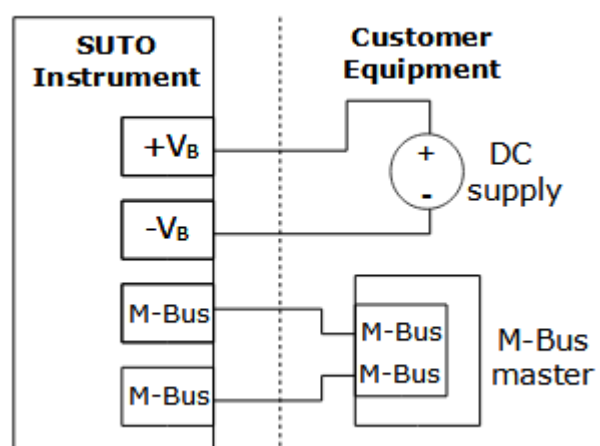 SUTO
Instrument
Customer
Equipment
+VB
+
-
DC
supply
-VB
M-Bus
M-Bus
M-Bus
M-Bus
M-Bus
master